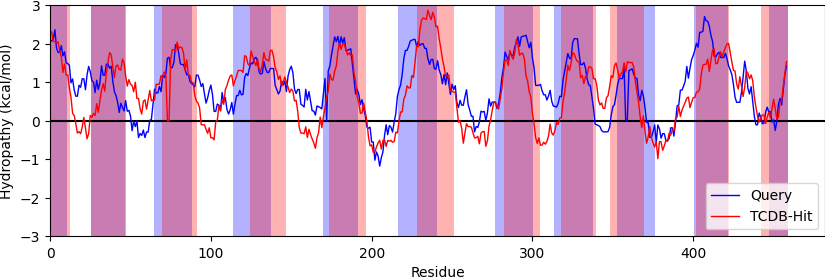 Hydropathy (kcal/mol)
3
2
1
0
−1
−2
−3
0 100 200 300 400
Residue
Query
TCDB-Hit